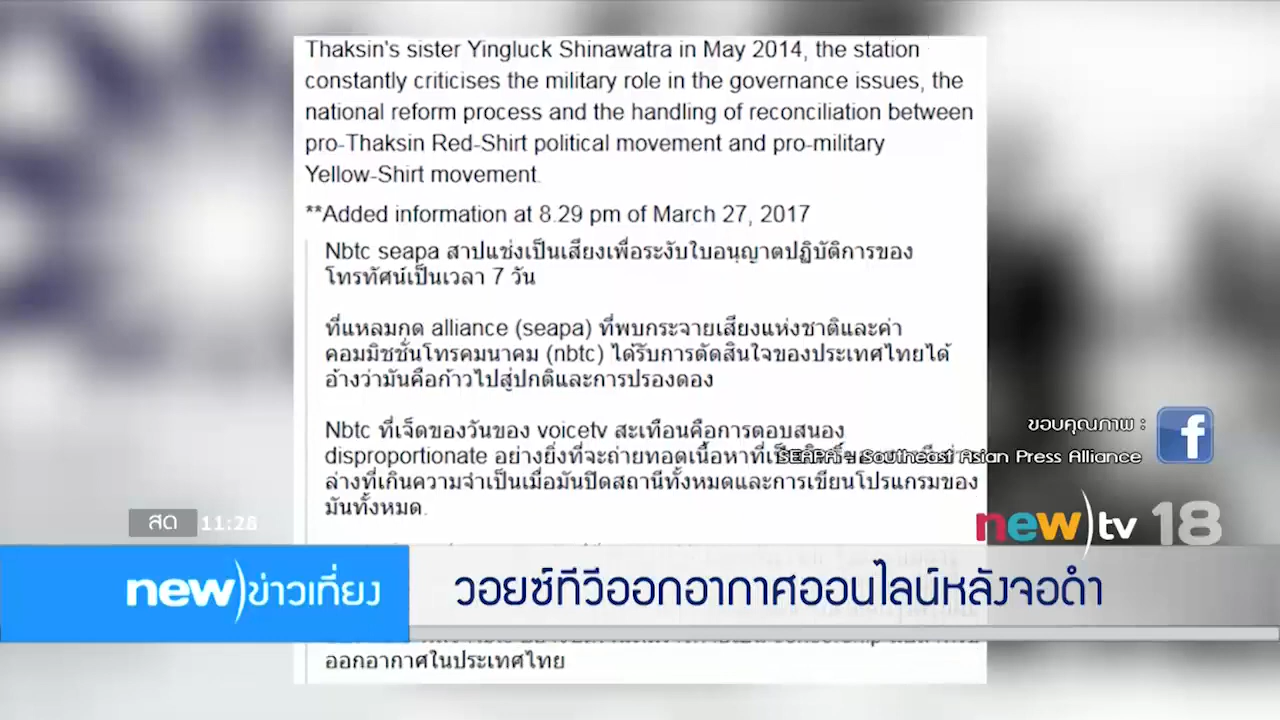 Thaksin's sister Yingluck Shinawatra in May 2014, the station
constantly criticises the military role in the governance issues, the
national reform process and the handling of reconciliation between
pro-Thaksin Red-Shirt political movement and pro-military
Yellow-Shirt movement.
**Added information at 8.29 pm of March 27, 2017
Nbtc seapa สาปแช่งเป็นเสียงเพื่อระงับใบอนุญาตปฏิบัติการของ
โทรทัศน์เป็นเวลา 7 วัน
ที่แหลมกด alliance (seapa) ที่พบกระจายเสียงแห่งชาติและค่า
คอมมิชชั่นโทรคมนาคม (nbtc) ได้รับการตัดสินใจของประเทศไทยได้
อ้างว่ามันคือก้าวไปสู่ปกติและการปรองดอง
Nbtc ที่เจ็ดของวันของ voicetv สะเทือนคือการตอบสนอง
disproportionate อย่างยิ่งที่จะถ่ายทอดเนื้อหาที่
ล่างที่เกินความจำเป็นเมื่อมันปิดสถานีทั้งหมดและการเขียนโปรแกรมของ
มันทั้งหมด.
ขอบคุณภาพ :
SEAPA - Southeast Asian Press Alliance
f
สด 11:28
new)tv 18
new)ข่าวเที่ยง
วอยซ์ทีวีออกอากาศออนไลน์หลังจอดำ
ออกอากาศในประเทศไทย